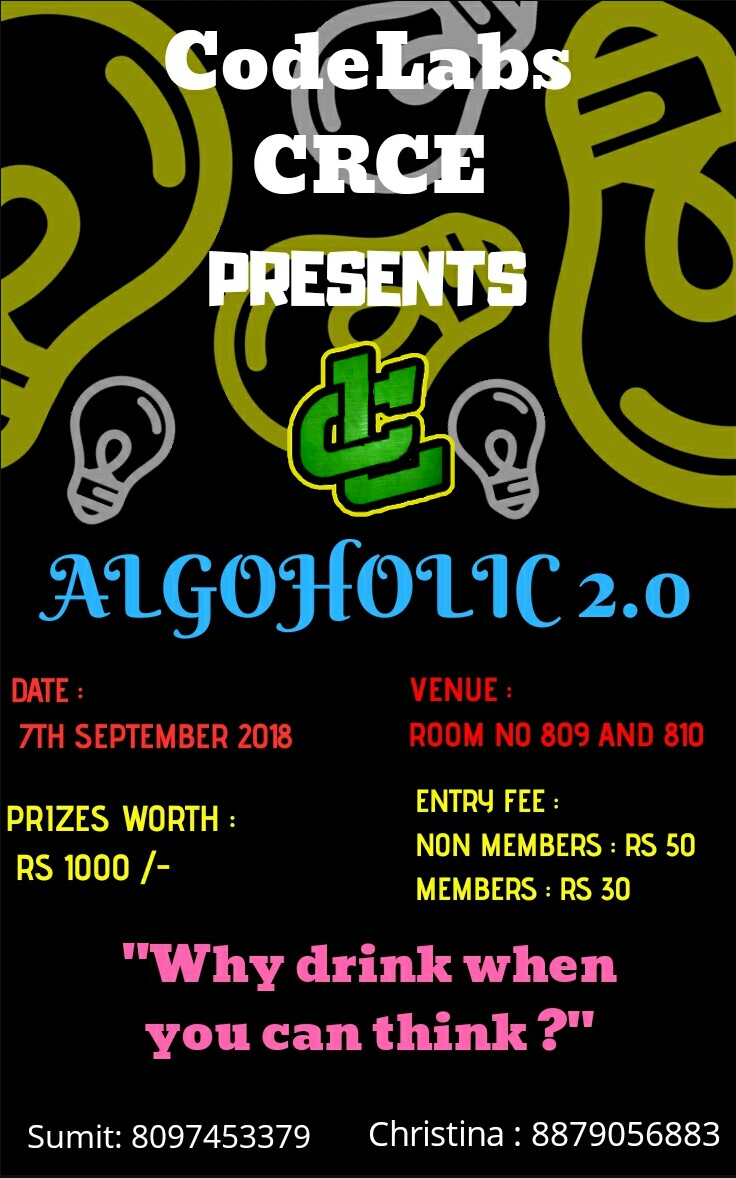 CodeLabs
CRCE
PRESENTS
ALGOHOLIC 2.0
DATE :
7TH SEPTEMBER 2018
VENUE :
ROOM NO 809 AND 810
PRIZES WORTH :
RS 1000 /-
ENTRY FEE :
NON MEMBERS : RS 50
MEMBERS : RS 30
"Why drink when
you can think ?"
Sumit: 8097453379
Christina : 8879056883